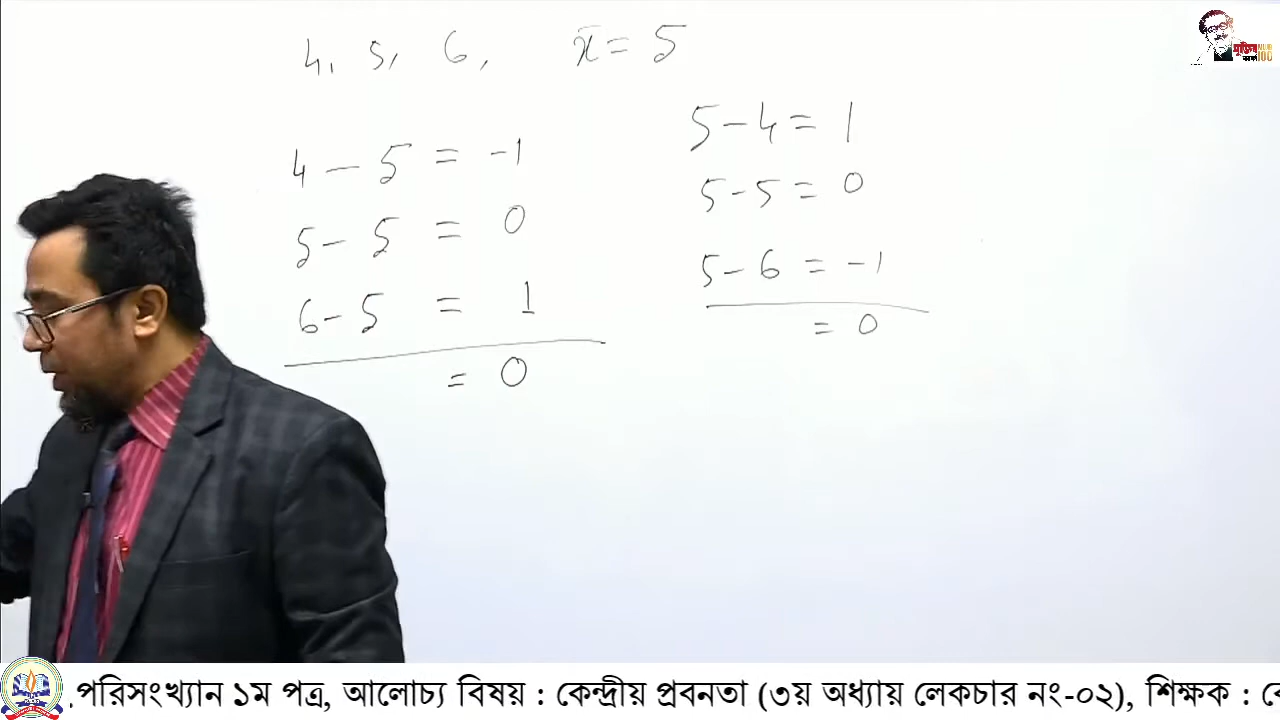 4, 5, 6, x̄ = 5
4 – 5 = -1
5 – 5 = 0
6 – 5 = 1
= 0
5 – 4 = 1
5 – 5 = 0
5 – 6 = -1
= 0
মুজিব
100
পরিসংখ্যান ১ম পত্র, আলোচ্য বিষয় : কেন্দ্রীয় প্রবনতা (৩য় অধ্যায় লেকচার নং-০২), শিক্ষক :